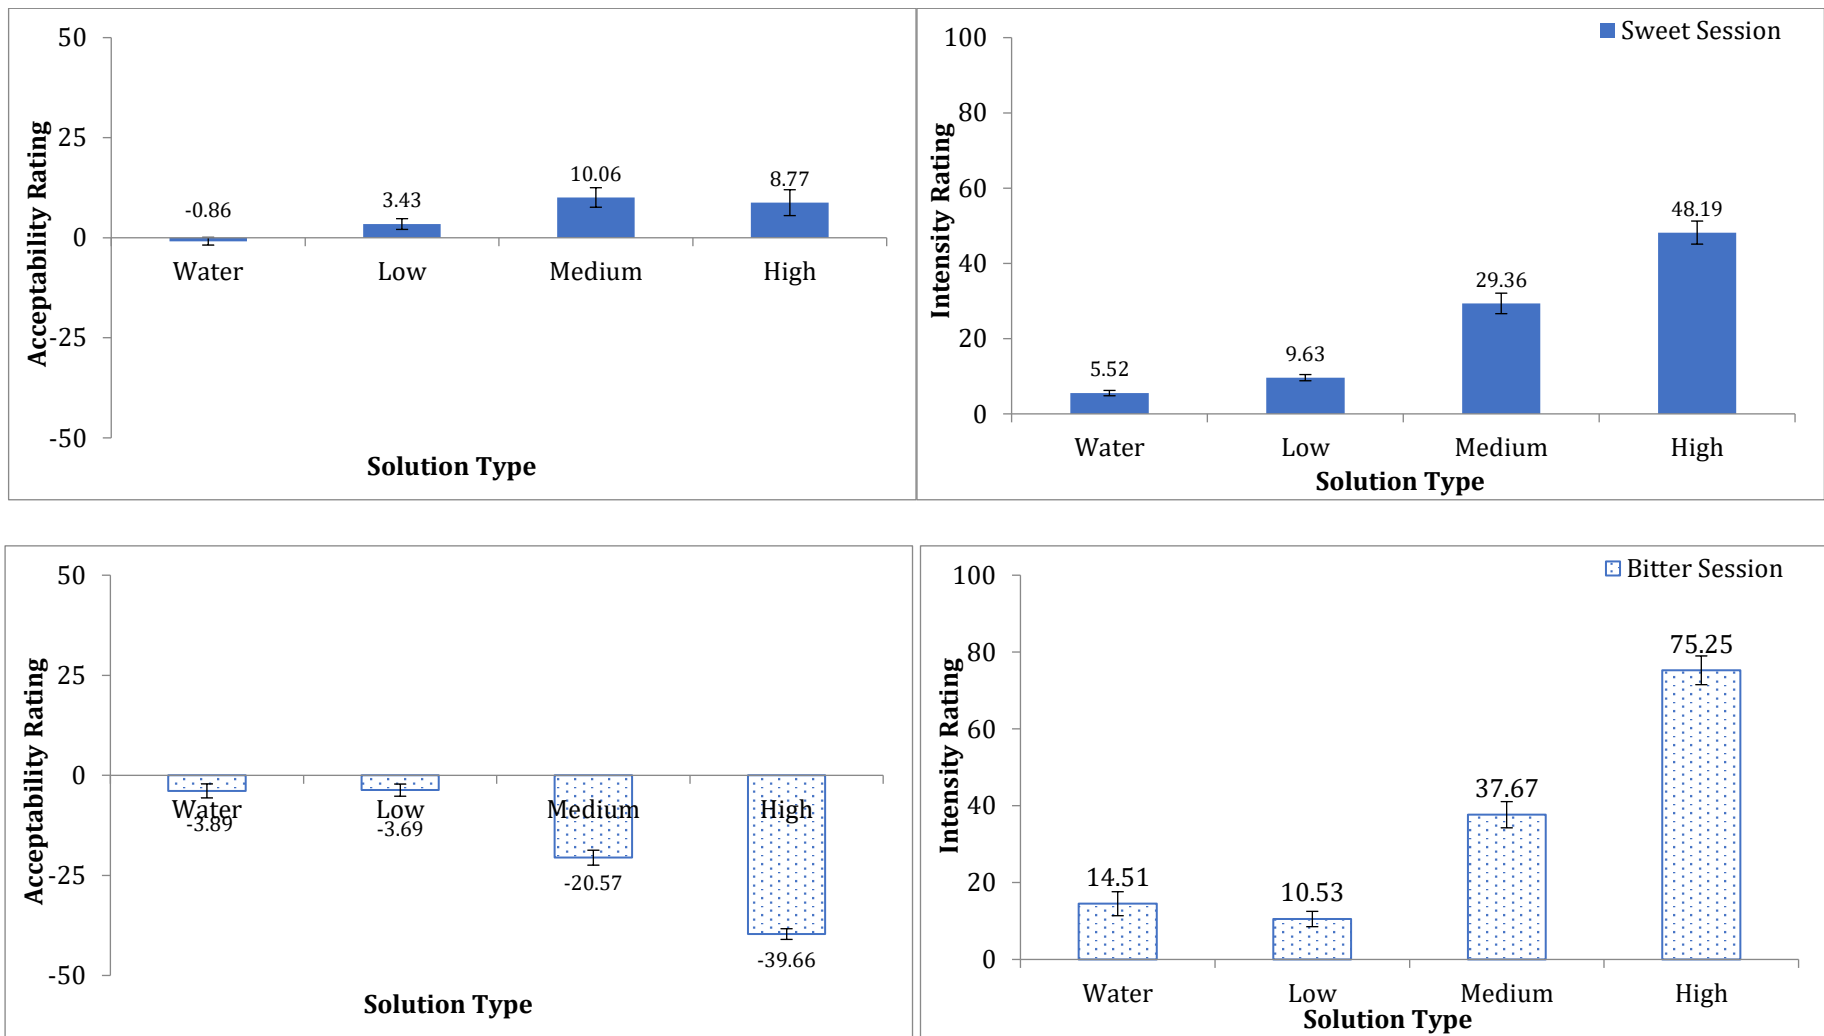 50
25
0
-25
-50
Acceptability Rating
-0.86
3.43
10.06
8.77
Water Low Medium High
Solution Type
Sweet Session
100
80
60
40
20
0
Intensity Rating
5.52
9.63
29.36
48.19
Water Low Medium High
Solution Type
50
25
0
-25
-50
Acceptability Rating
Water Low Medium High
-3.89
-3.69
-20.57
-39.66
Solution Type
Bitter Session
100
80
60
40
20
0
Intensity Rating
14.51
10.53
37.67
75.25
Water Low Medium High
Solution Type